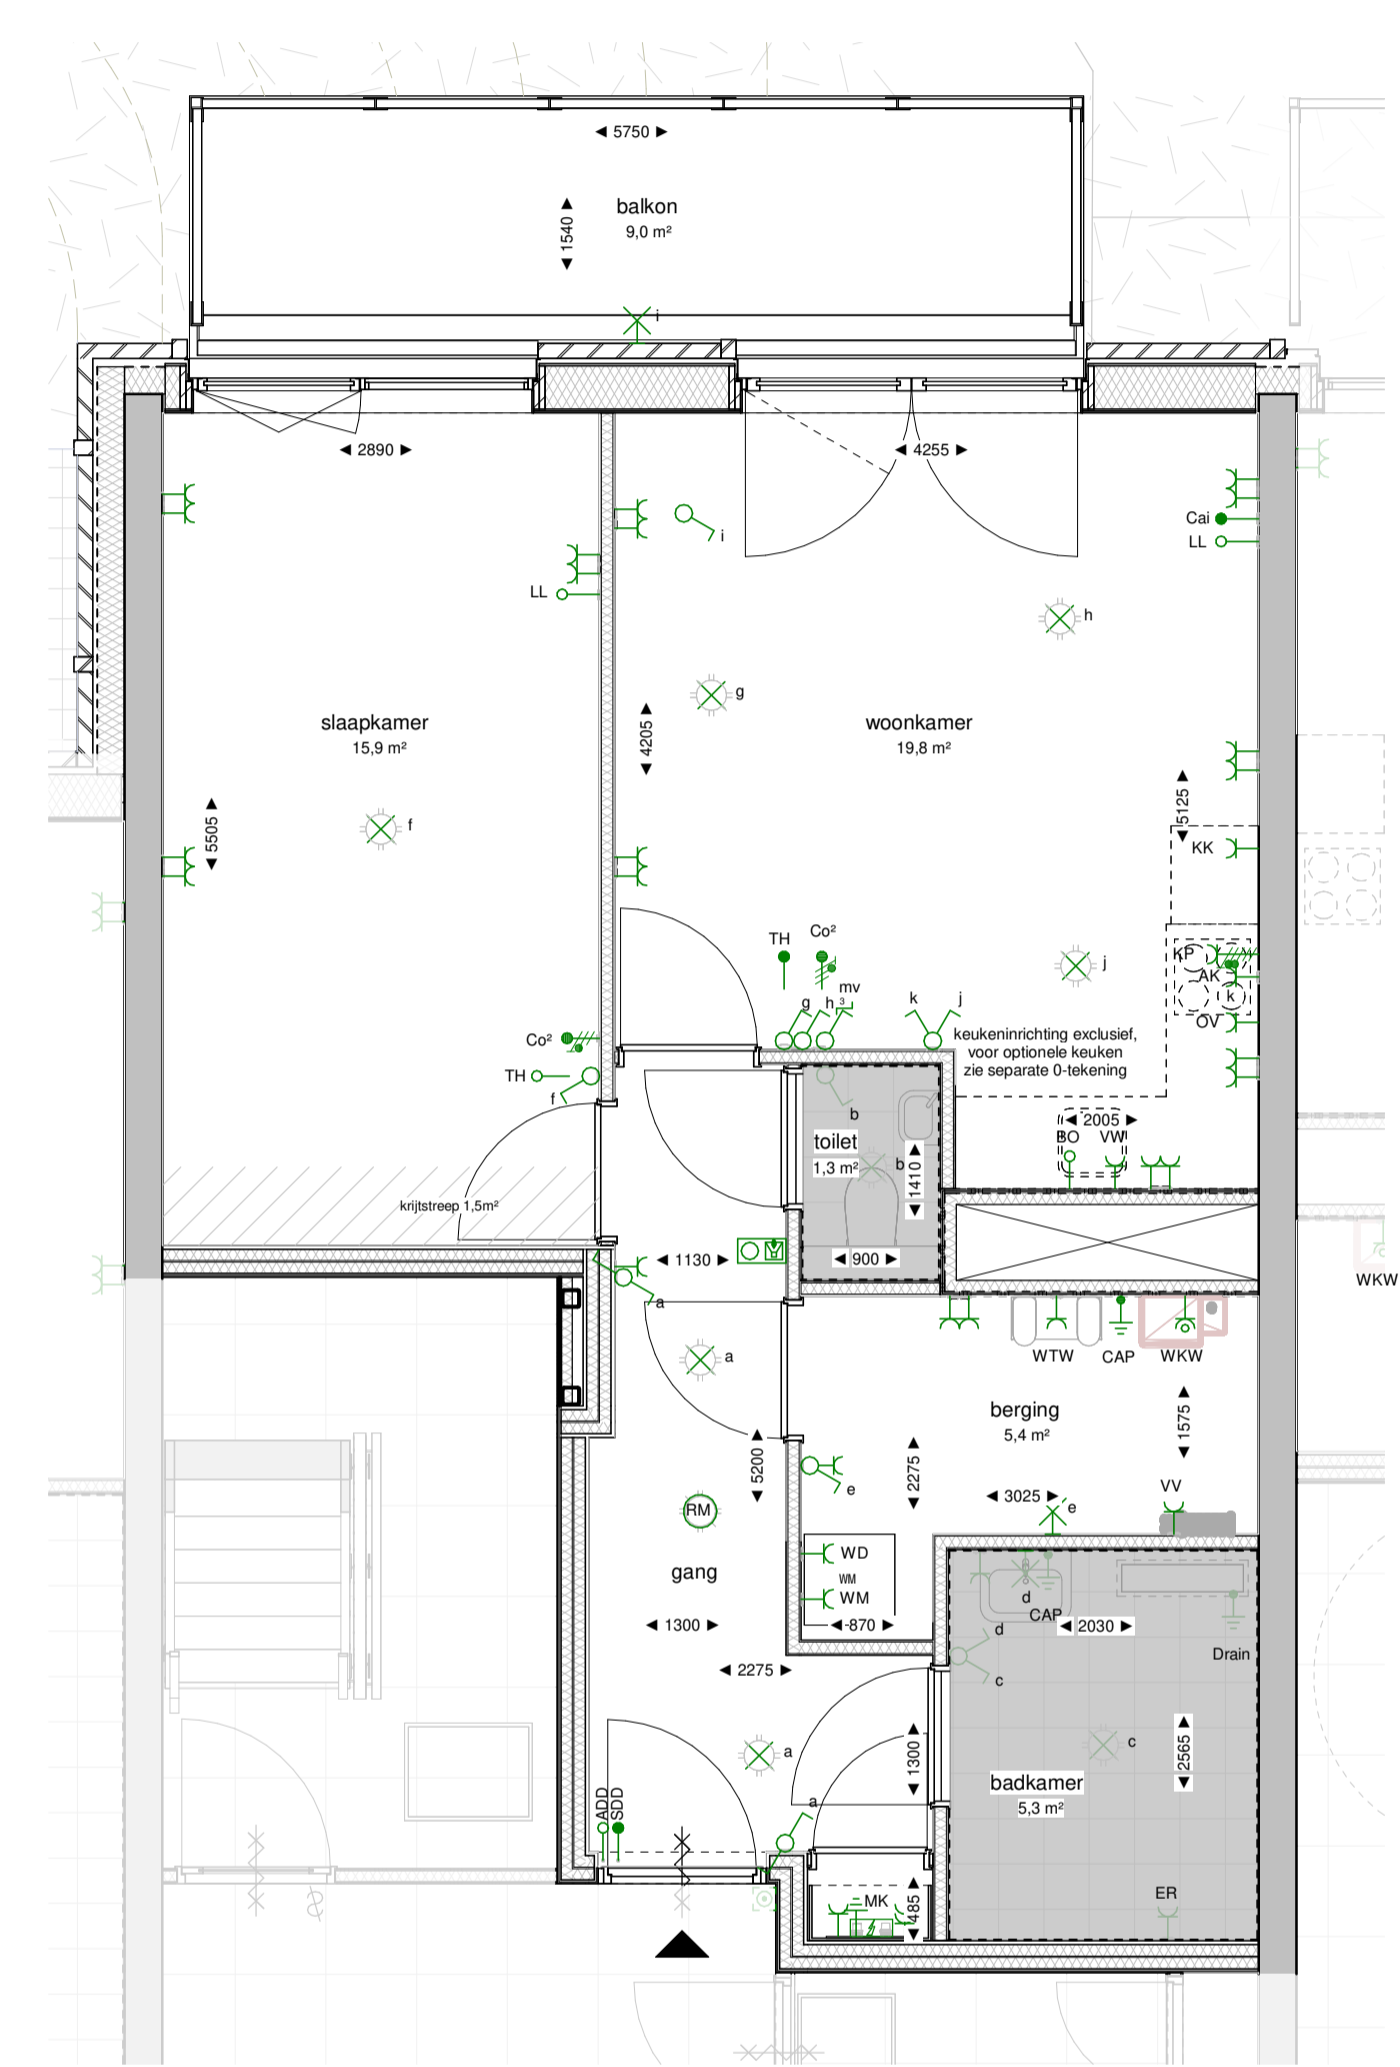 5750
balkon
1540
9,0 m²
i
2890
4255
Cai
i
LL
LL
h
g
slaapkamer
15,9 m²
4205
woonkamer
19,8 m²
5125
5505
f
KK
TH
Co²
KP
j
AK
k
mv
g
h
3
k
j
OV
Co²
keukeninrichting exclusief,
voor optionele keuken
zie separate 0-tekening
TH
f
b
2005
toilet
BO
VW
1,3 m²
b
1410
krijtstreep 1,5m²
1130
900
WKW
a
a
WTW
CAP
WKW
berging
5,4 m²
1575
5200
2275
e
3025
VV
e
RM
WD
gang
WM
WM
d
CAP
1300
870
2030
d
2275
Drain
c
a
1300
c
2565
badkamer
5,3 m²
ADD
SDD
a
MK
485
ER